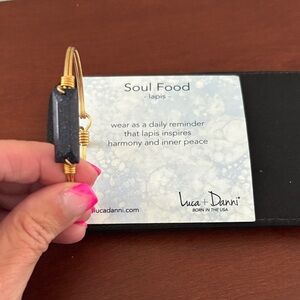 Soul Food
- lapis -
wear as a daily reminder
that lapis inspires
harmony and inner peace
lucadanni.com
Luca + Danni
BORN IN THE USA